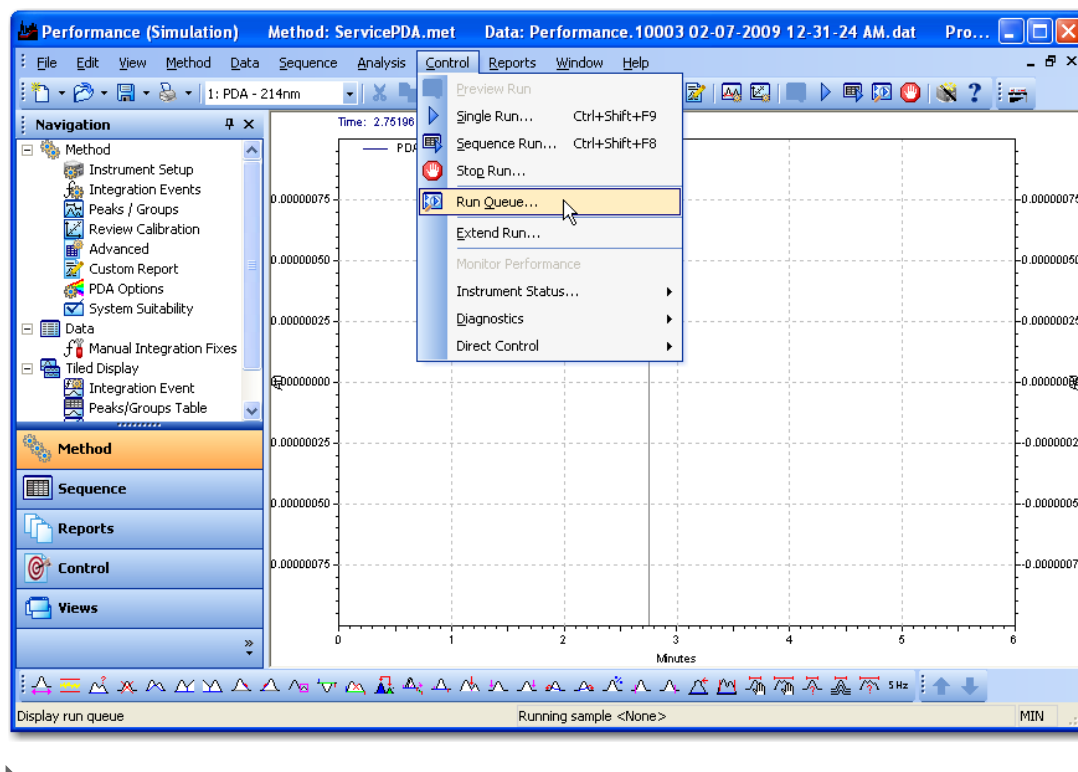 Performance (Simulation) Method: ServicePDA.met Data: Performance.10003 02-07-2009 12-31-24 AM.dat Pro...
File Edit View Method Data Sequence Analysis Control Reports Window Help
1: PDA - 214nm
Navigation
Method
Instrument Setup
Integration Events
Peaks / Groups
Review Calibration
Advanced
Custom Report
PDA Options
System Suitability
Data
Manual Integration Fixes
Tiled Display
Integration Event
Peaks/Groups Table
Method
Sequence
Reports
Control
Views
Preview Run
Single Run... Ctrl+Shift+F9
Sequence Run... Ctrl+Shift+F8
Stop Run...
Run Queue...
Extend Run...
Monitor Performance
Instrument Status...
Diagnostics
Direct Control
Time: 2.75196
PDA
0.00000075
0.00000050
0.00000025
0.00000000
0.00000025
0.00000050
0.00000075
-0.0000002
-0.0000005
-0.0000007
0 1 2 3 4 5 6
Minutes
5 Hz
Display run queue Running sample <None> MIN